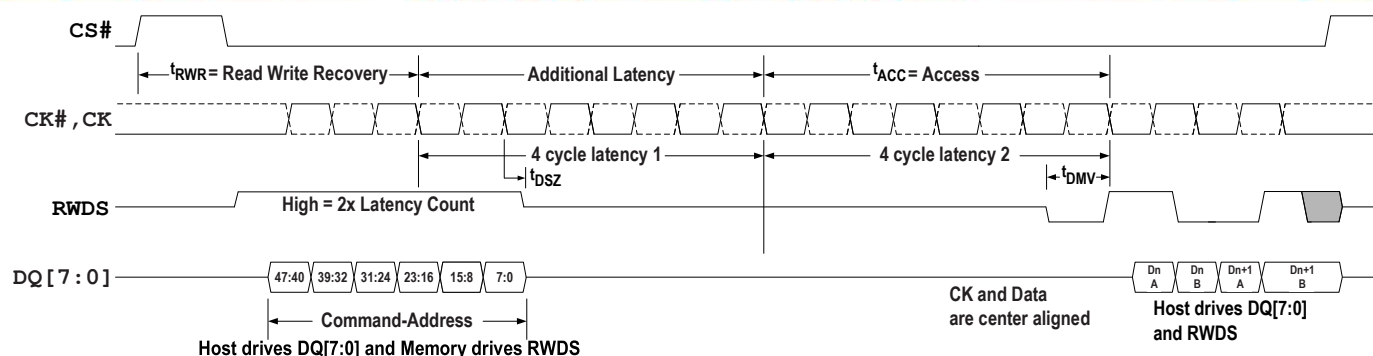 CS#
tRWR= Read Write Recovery
Additional Latency
tACC= Access
CK#,CK
4 cycle latency 1
4 cycle latency 2
tDSZ
tDMV
RWDS
High = 2x Latency Count
DQ[7:0]
47:40 39:32 31:24 23:16 15:8 7:0
Dn A
Dn B
Dn+1 A
Dn+1 B
Command-Address
CK and Data
are center aligned
Host drives DQ[7:0]
and RWDS
Host drives DQ[7:0] and Memory drives RWDS